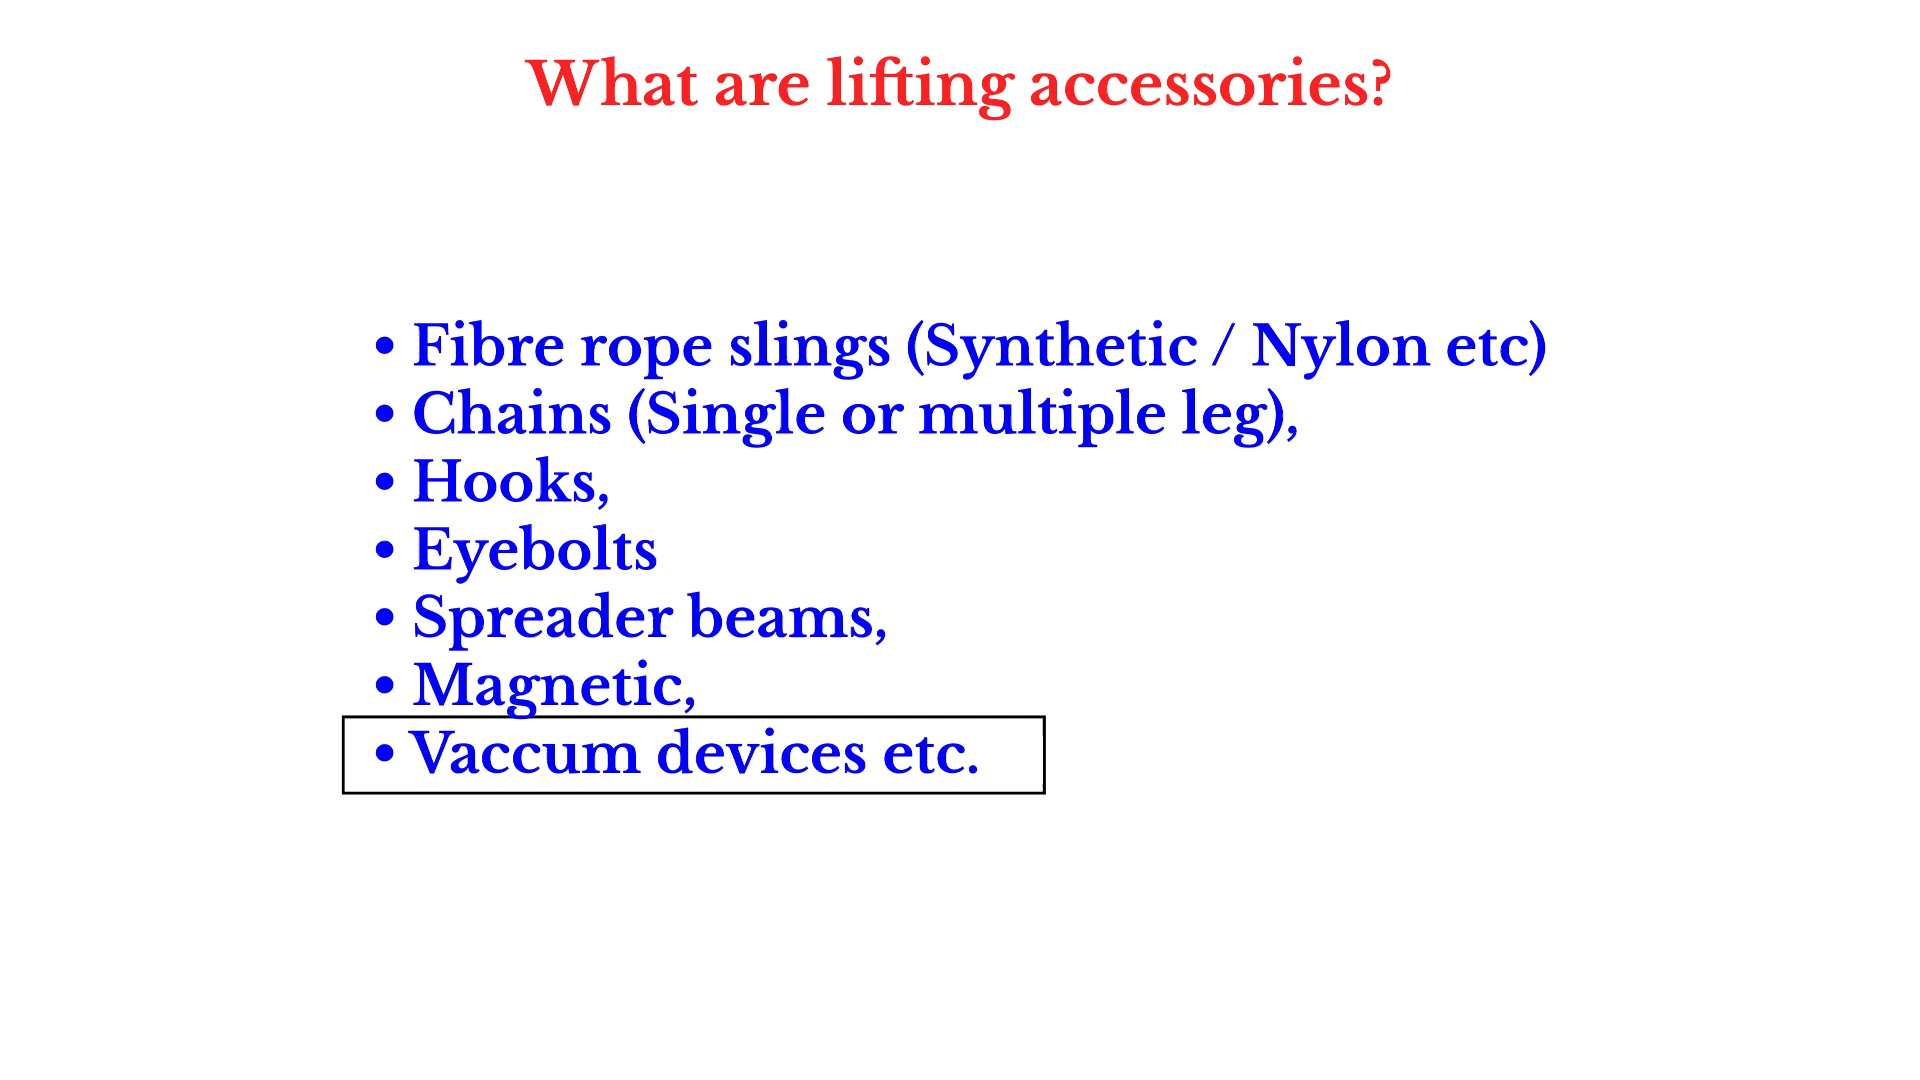 What are lifting accessories?
• Fibre rope slings (Synthetic / Nylon etc)
• Chains (Single or multiple leg),
• Hooks,
• Eyebolts
• Spreader beams,
• Magnetic,
• Vaccum devices etc.